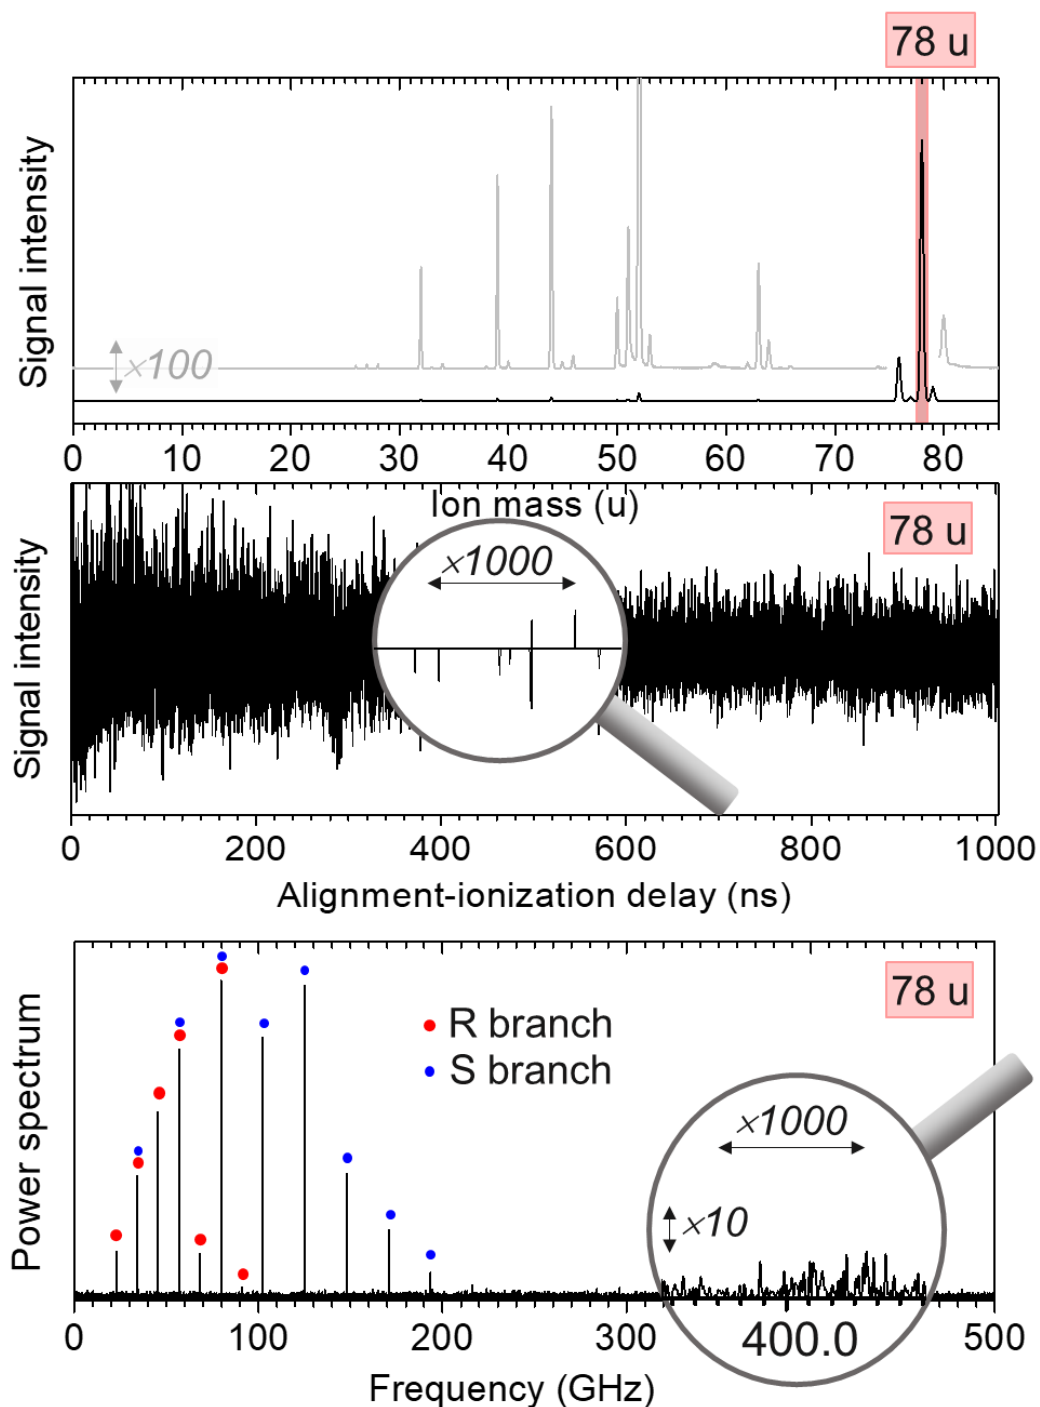 78 u
Signal intensity
×100
0 10 20 30 40 50 60 70 80
Ion mass (u)
78 u
Signal intensity
×1000
0 200 400 600 800 1000
Alignment-ionization delay (ns)
78 u
Power spectrum
R branch
S branch
×1000
×10
400.0
0 100 200 300 500
Frequency (GHz)